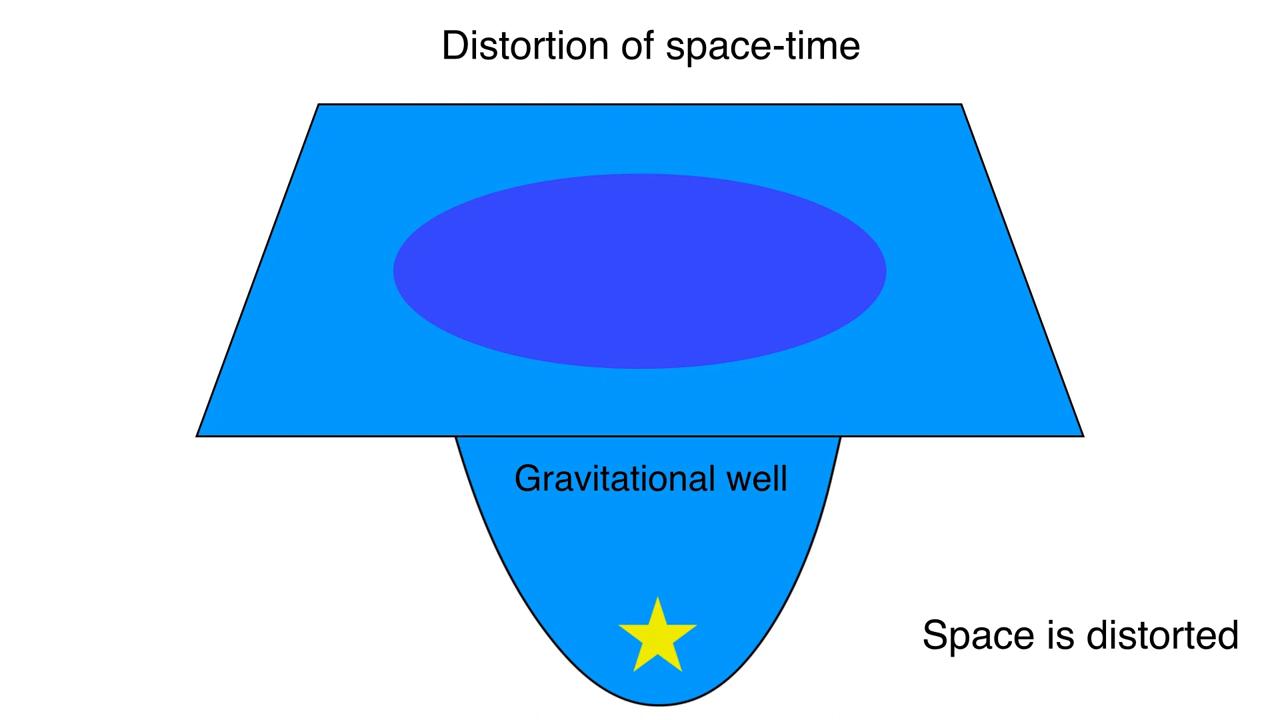 Distortion of space-time
Gravitational well
Space is distorted